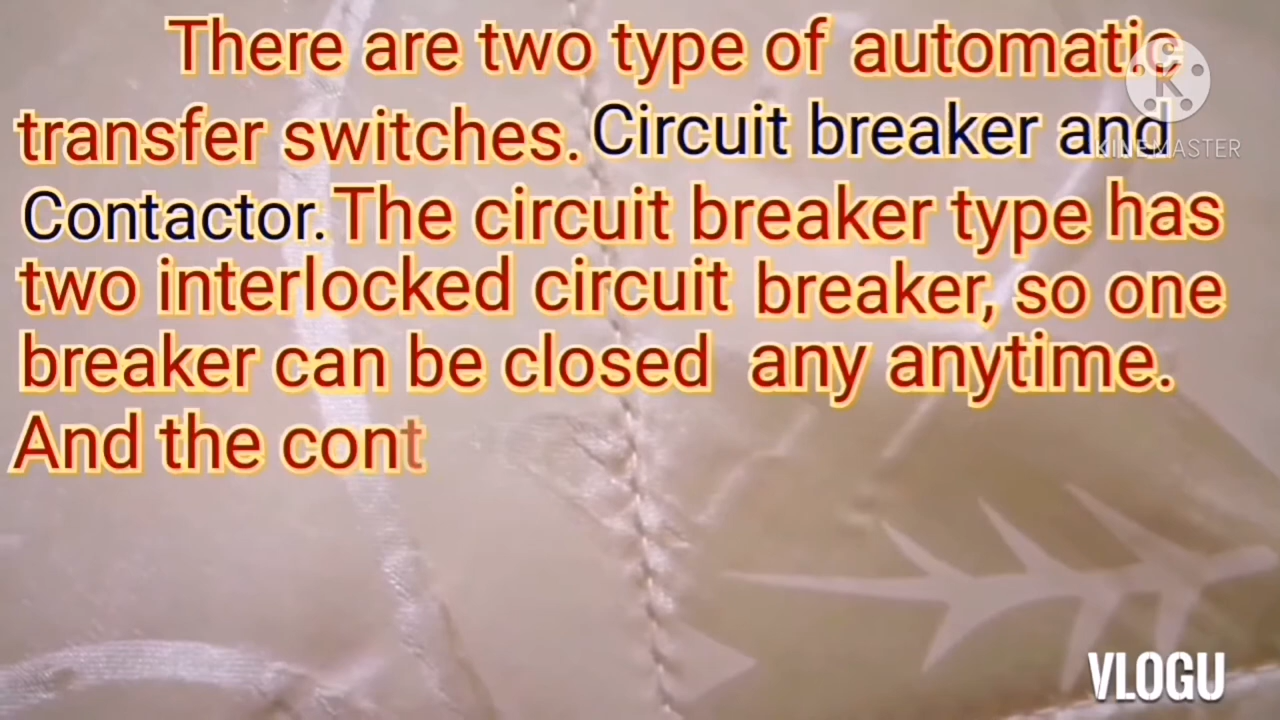 There are two type of automatic
transfer switches. Circuit breaker and
Contactor. The circuit breaker type has
two interlocked circuit breaker, so one
breaker can be closed any anytime.
And the cont
K
KINEMASTER
VLOGU